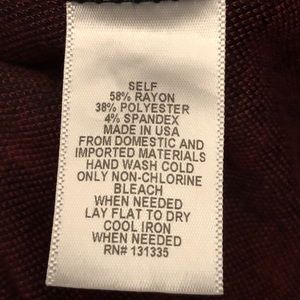 SELF
58% RAYON
38% POLYESTER
4% SPANDEX
MADE IN USA
FROM DOMESTIC AND
IMPORTED MATERIALS
HAND WASH COLD
ONLY NON-CHLORINE
BLEACH
WHEN NEEDED
LAY FLAT TO DRY
COOL IRON
WHEN NEEDED
RN# 131335